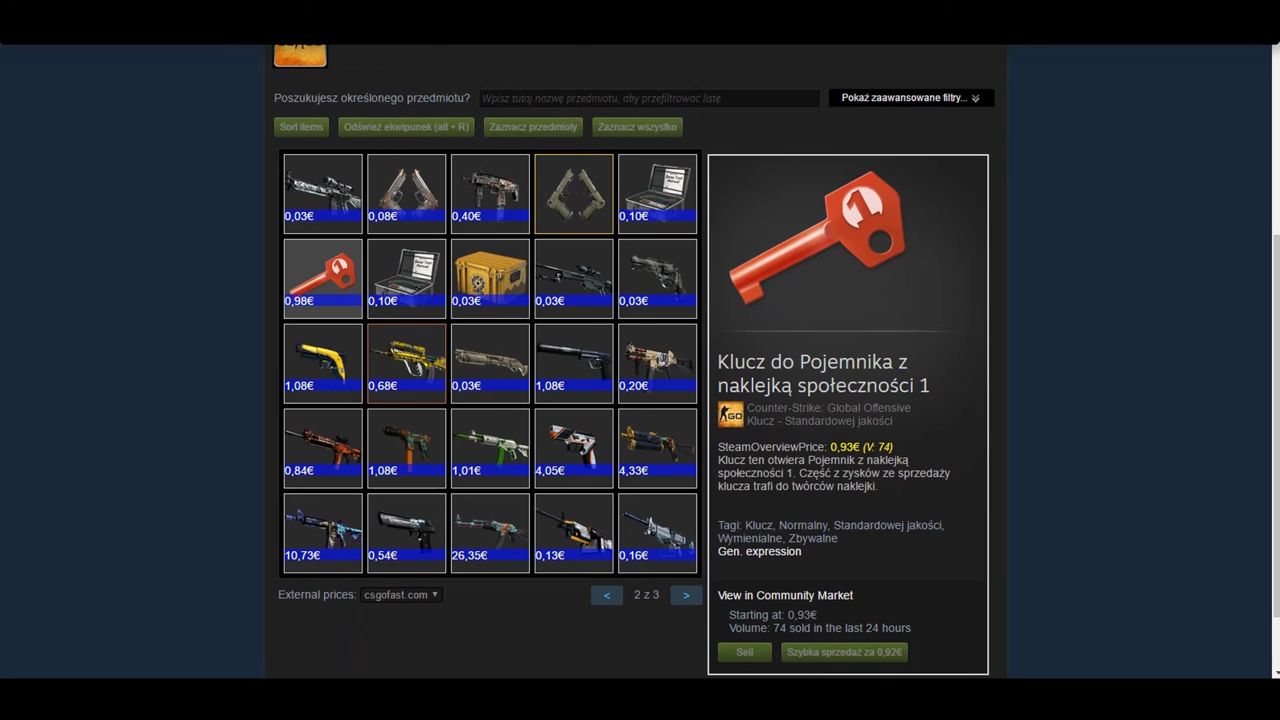 Poszukujesz określonego przedmiotu?
Wpisz tutaj nazwę przedmiotu, aby przefiltrować listę
Pokaż zaawansowane filtry...
Sort items
Odśwież ekwipunek (alt + R)
Zaznacz przedmioty
Zaznacz wszystko
0,03€
0,08€
0,40€
0,10€
0,98€
0,10€
0,03€
0,03€
0,03€
1,08€
0,68€
0,03€
1,08€
0,20€
0,84€
1,08€
1,01€
4,05€
4,33€
10,73€
0,54€
26,35€
0,13€
0,16€
External prices: csgofast.com
<
2 z 3
>
1
Klucz do Pojemnika z
naklejką społeczności 1
GO
Counter-Strike: Global Offensive
Klucz - Standardowej jakości
SteamOverviewPrice: 0,93€ (V: 74)
Klucz ten otwiera Pojemnik z naklejką
społeczności 1. Część z zysków ze sprzedaży
klucza trafi do twórców naklejki.
Tagi: Klucz, Normalny, Standardowej jakości,
Wymienialne, Zbywalne
Gen. expression
View in Community Market
Starting at: 0,93€
Volume: 74 sold in the last 24 hours
Sell
Szybka sprzedaż za 0,92€